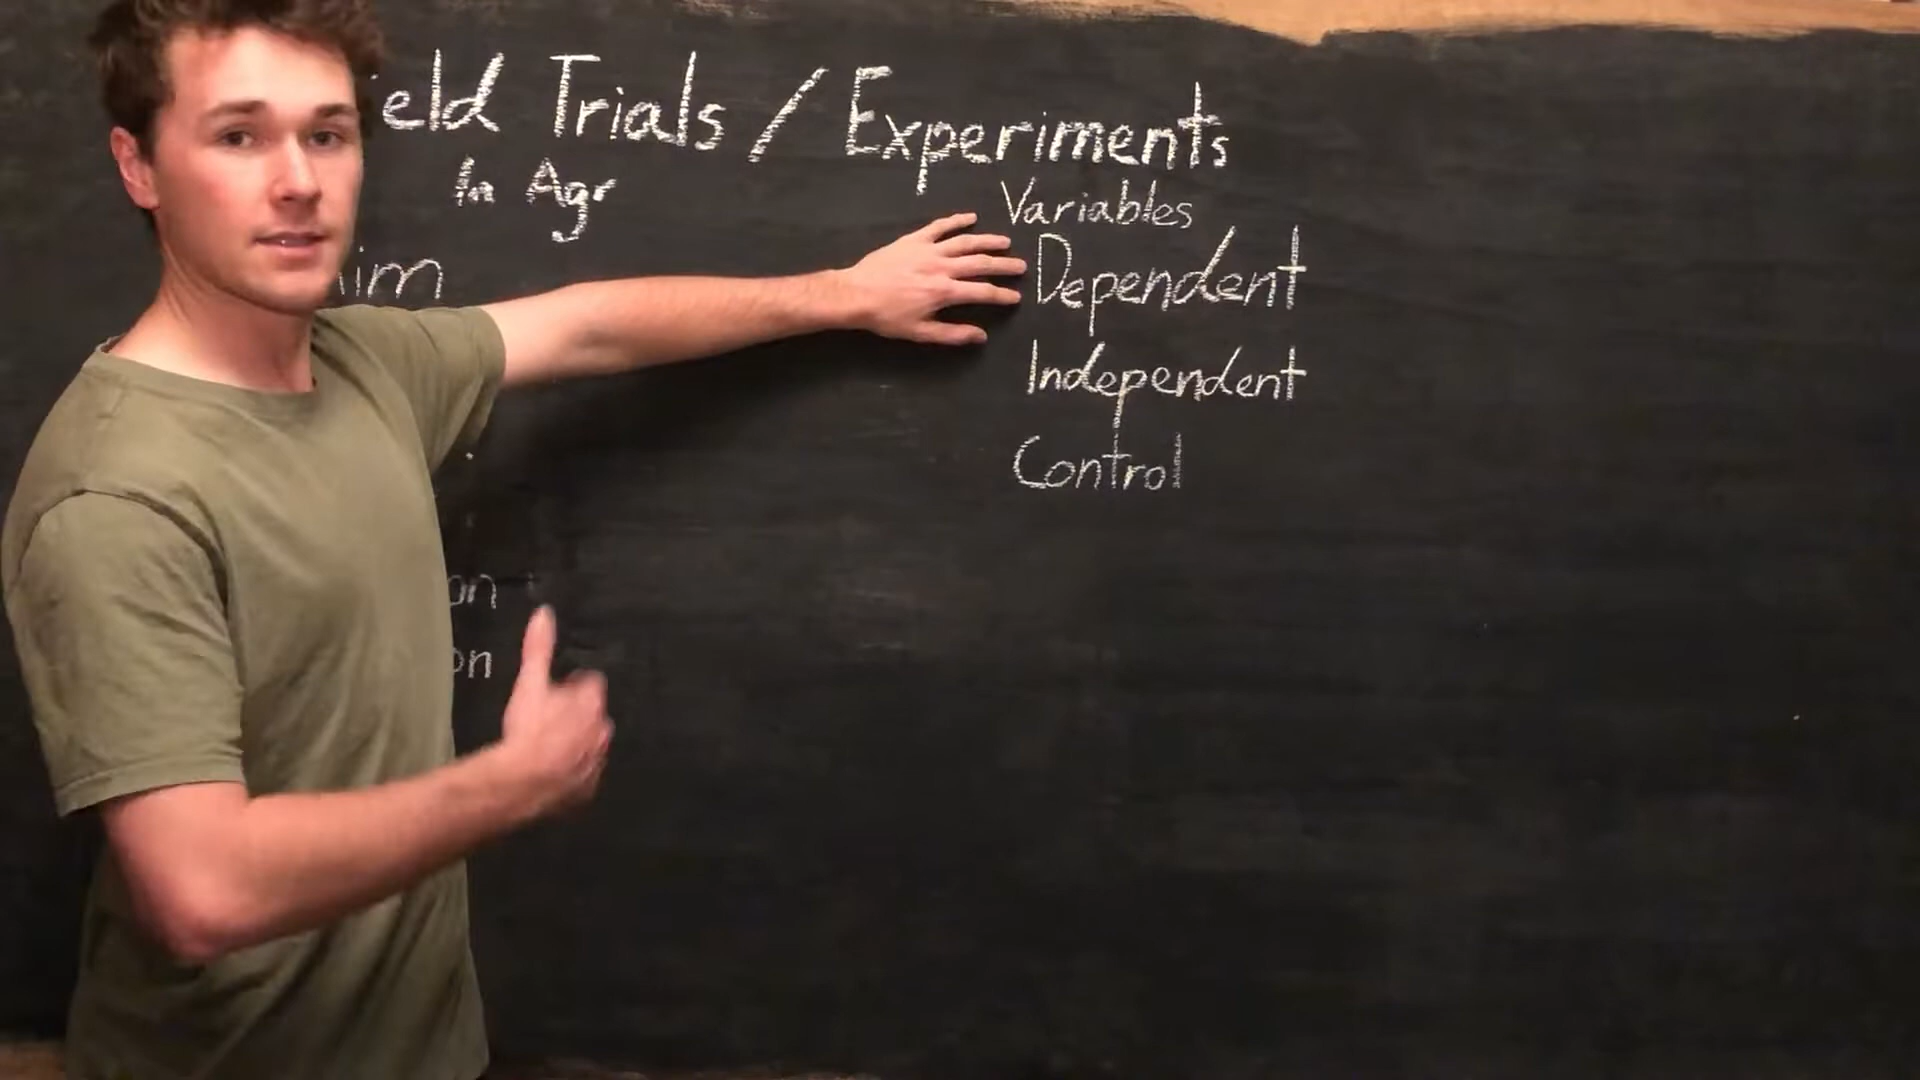 eld Trials / Experiments
In Agr
im
on
on
Variables
Dependent
Independent
Control